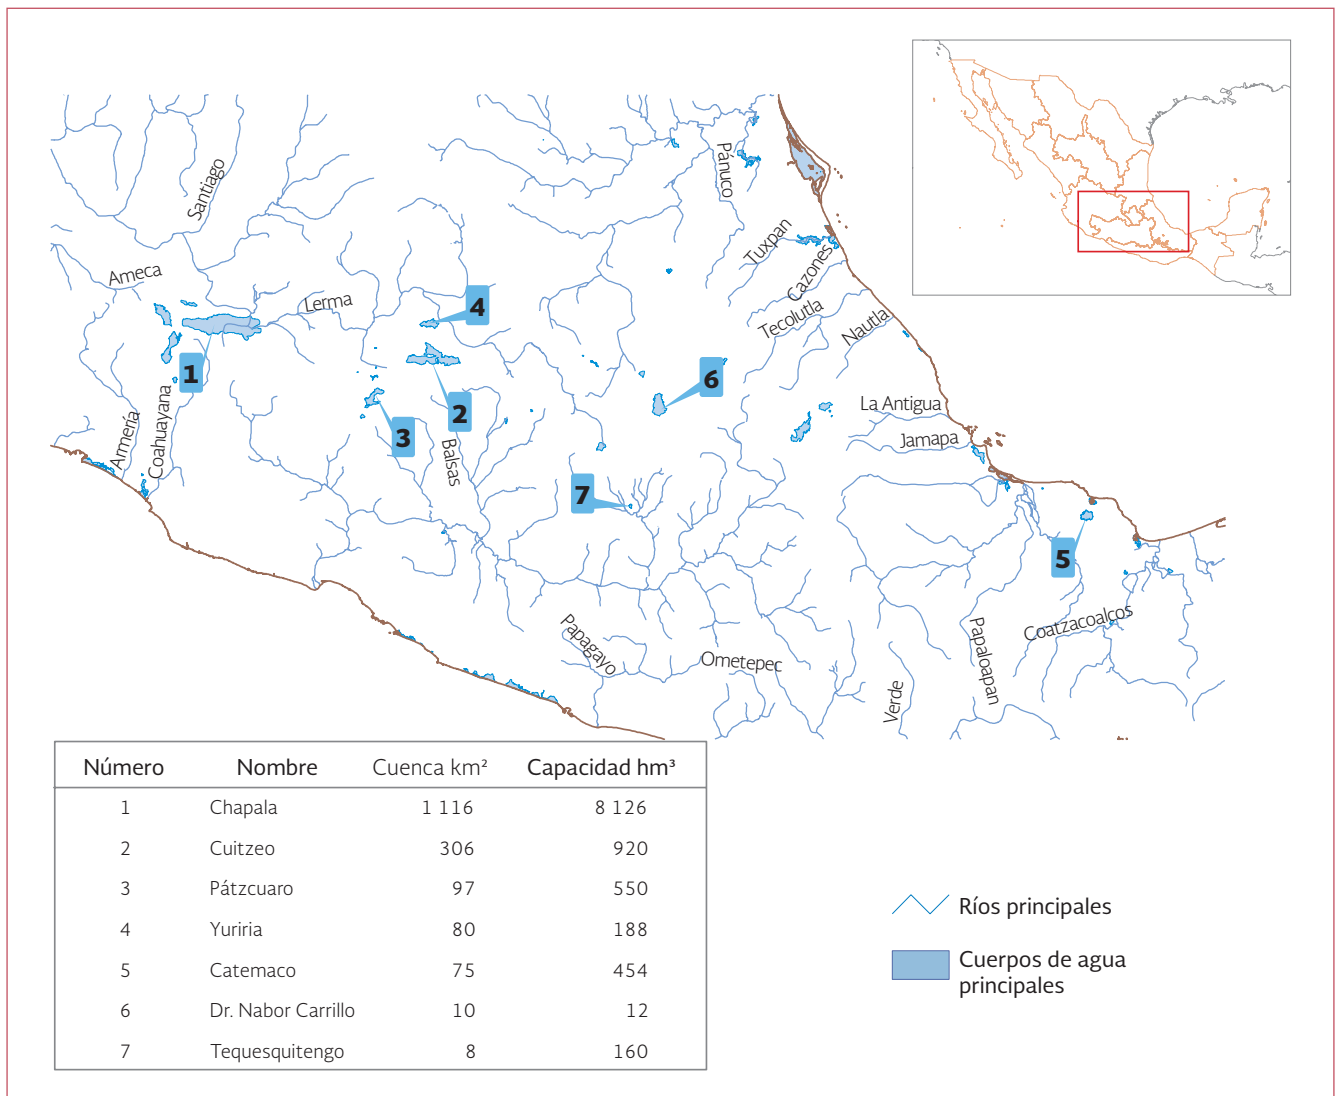 Santiago
Pánuco
Ameca
Tuxpan
Cazones
Lerma
Tecolutla
Nautla
4
1
6
2
3
La Antigua
Jamapa
Armería
Coahuayana
Balsas
7
5
Papagayo
Ometepec
Verde
Papaloapan
Coatzacoalcos
Número Nombre Cuenca km² Capacidad hm³
1 Chapala 1 116 8 126
2 Cuitzeo 306 920
3 Pátzcuaro 97 550
4 Yuriria 80 188
5 Catemaco 75 454
6 Dr. Nabor Carrillo 10 12
7 Tequesquitengo 8 160
Ríos principales
Cuerpos de agua
principales